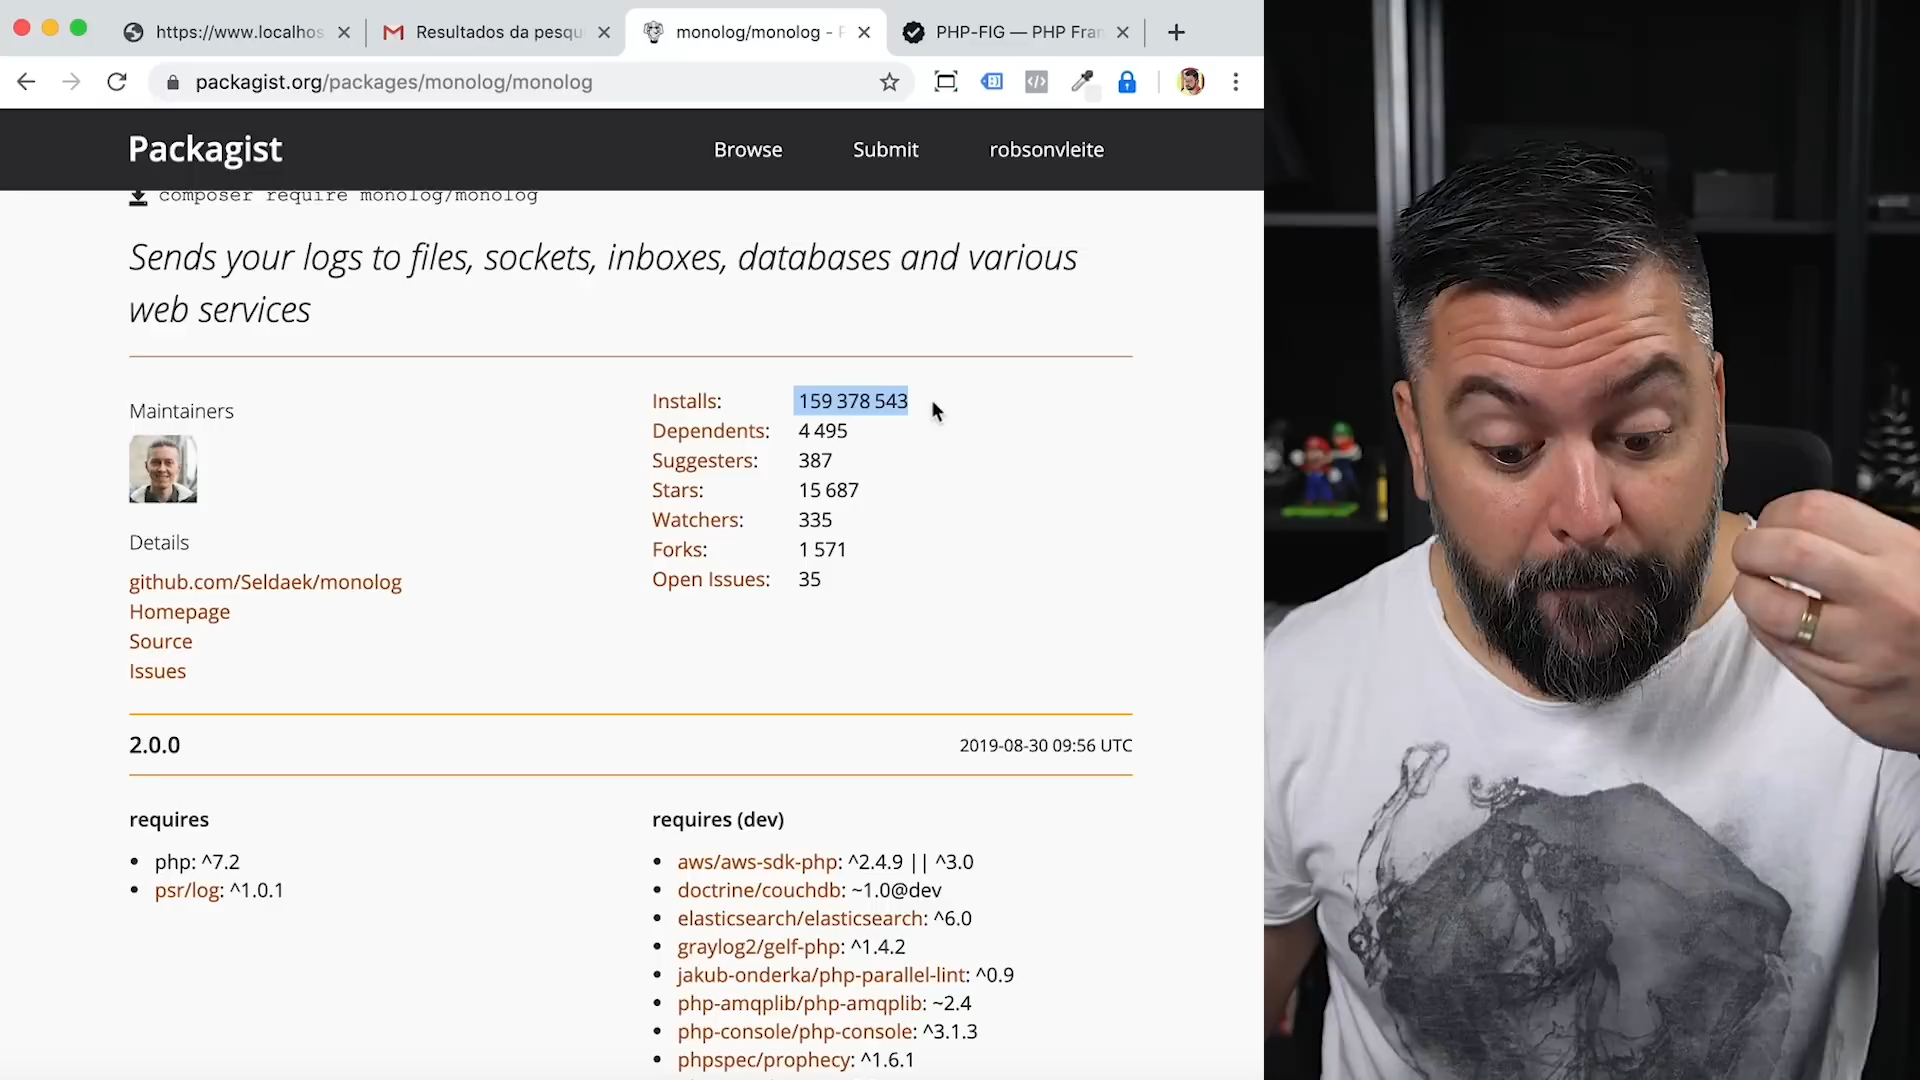 https://www.localhos
Resultados da pesqu
monolog/monolog - P
PHP-FIG — PHP Fran
packagist.org/packages/monolog/monolog
Packagist
Browse
Submit
robsonvleite
composer require monolog/monolog
Sends your logs to files, sockets, inboxes, databases and various
web services
Maintainers
Installs: 159 378 543
Dependents: 4 495
Suggesters: 387
Stars: 15 687
Watchers: 335
Forks: 1 571
Open Issues: 35
Details
github.com/Seldaek/monolog
Homepage
Source
Issues
2.0.0
2019-08-30 09:56 UTC
requires
php: ^7.2
psr/log: ^1.0.1
requires (dev)
aws/aws-sdk-php: ^2.4.9 || ^3.0
doctrine/couchdb: ~1.0@dev
elasticsearch/elasticsearch: ^6.0
graylog2/gelf-php: ^1.4.2
jakub-onderka/php-parallel-lint: ^0.9
php-amqplib/php-amqplib: ~2.4
php-console/php-console: ^3.1.3
phpspec/prophecy: ^1.6.1